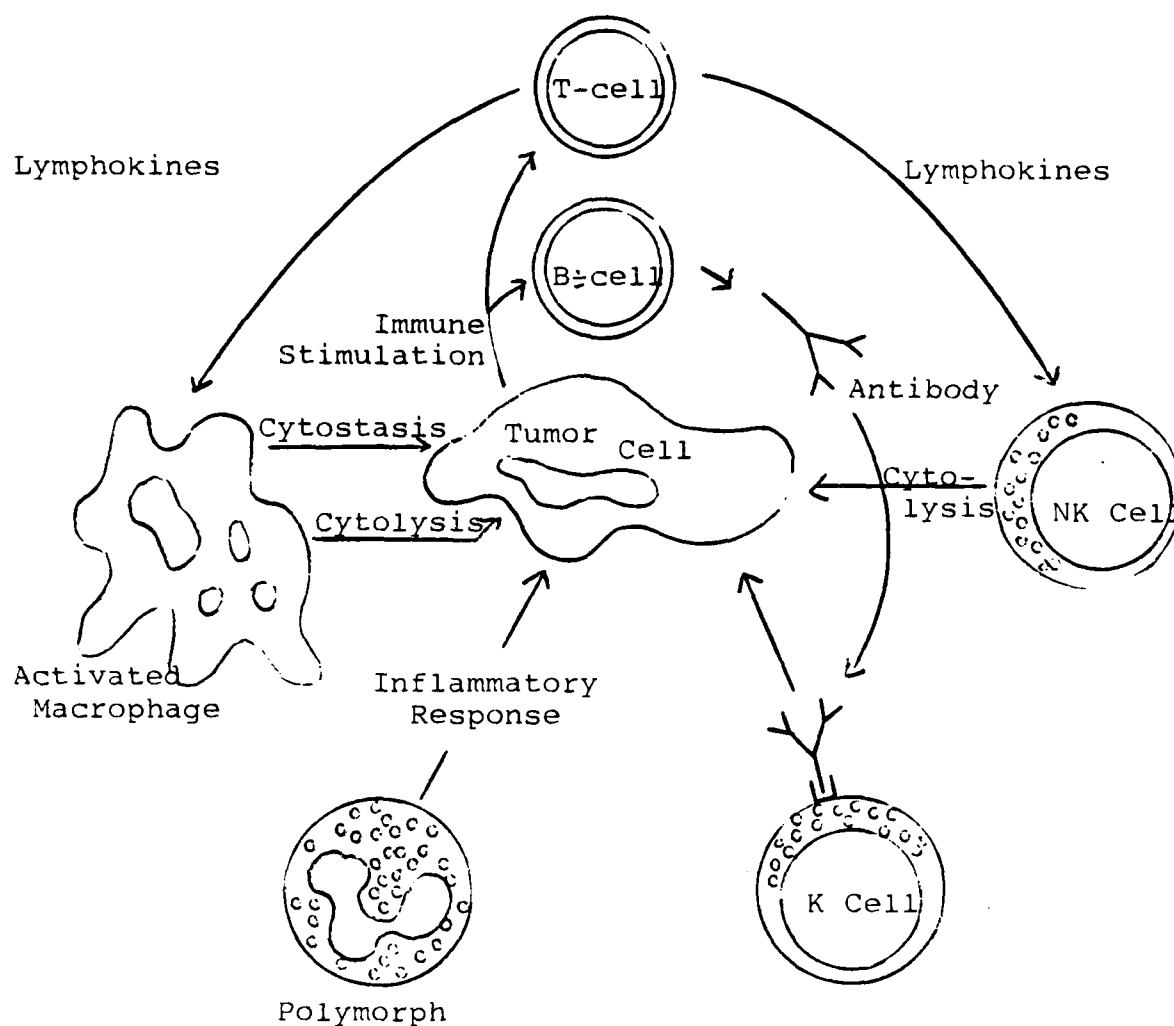 T-cell
Lymphokines
Lymphokines
B-cell
Immune
Stimulation
Antibody
Cytostasis
Tumor Cell
Cyto-
lysis
NK Cell
Cytolysis
Activated
Macrophage
Inflammatory
Response
K Cell
Polymorph